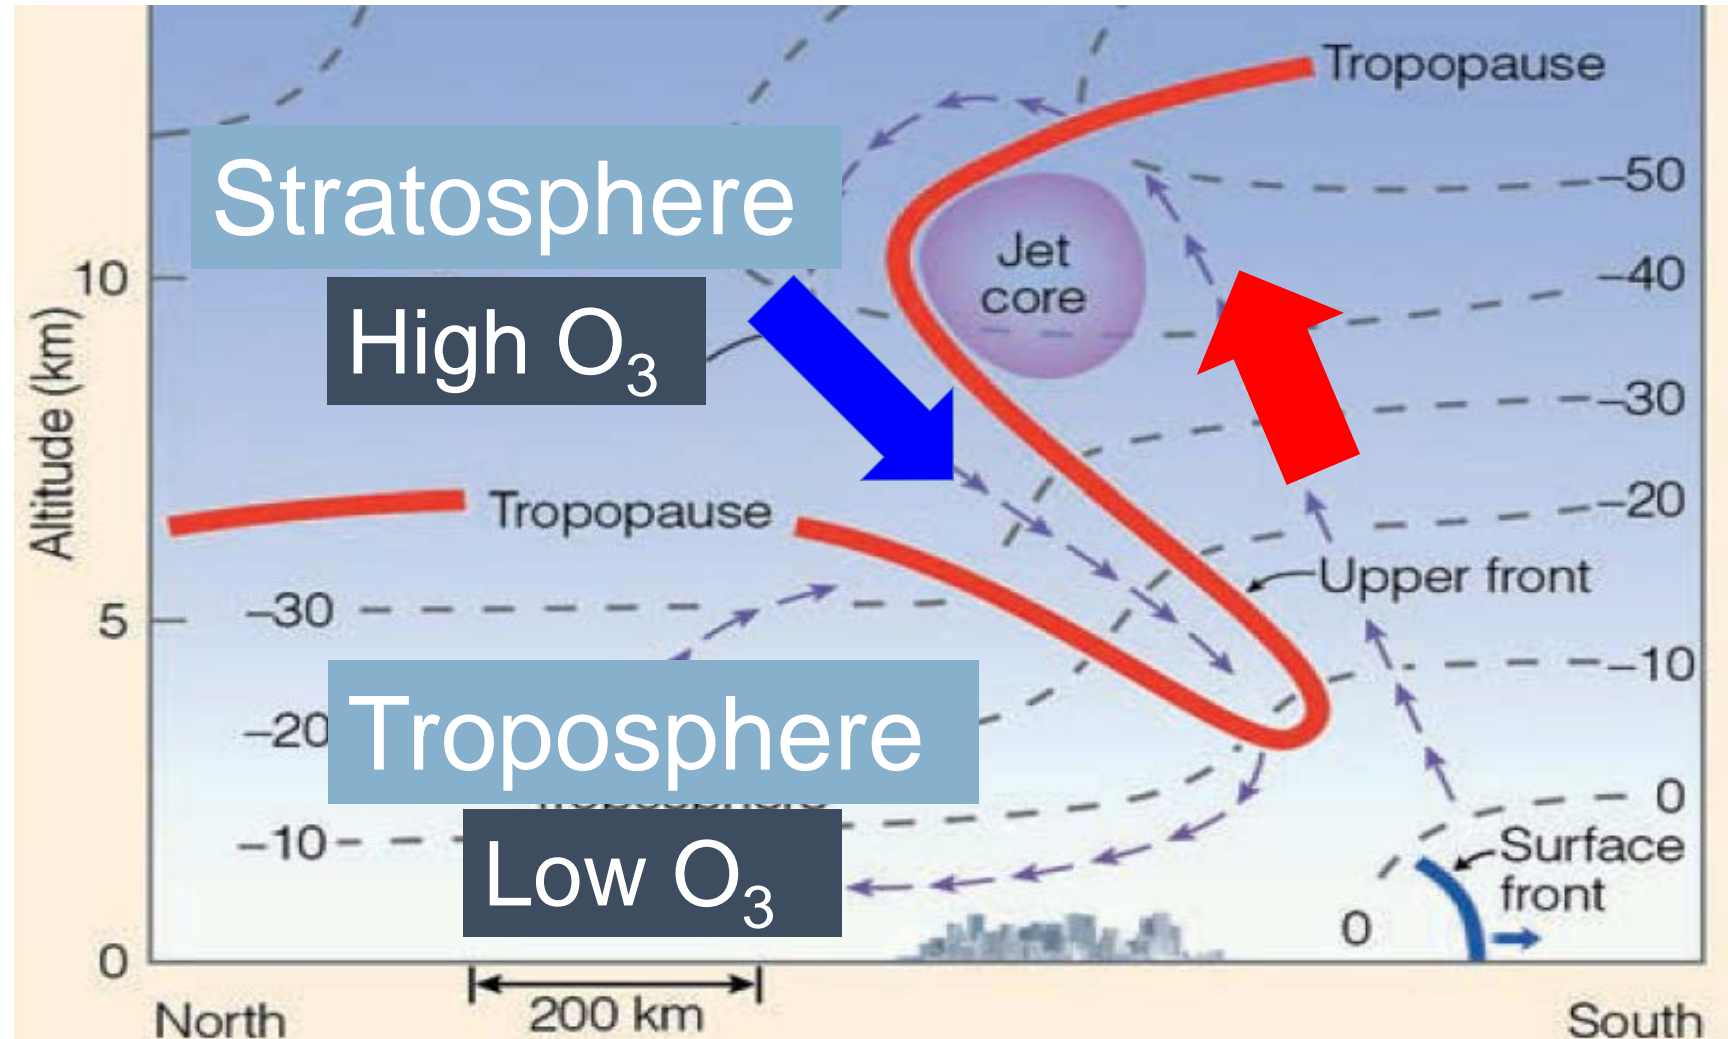 Tropopause
Stratosphere
–50
10
High O₃
Jet
core
–40
–30
Altitude (km)
Tropopause
–20
Upper front
5
–30
–10
–20
Troposphere
0
–10
Surface
front
Low O₃
0
0
200 km
North
South